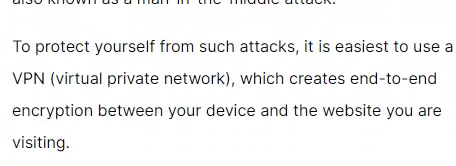 also known as a man-in-the-middle attack.
To protect yourself from such attacks, it is easiest to use a
VPN (virtual private network), which creates end-to-end
encryption between your device and the website you are
visiting.